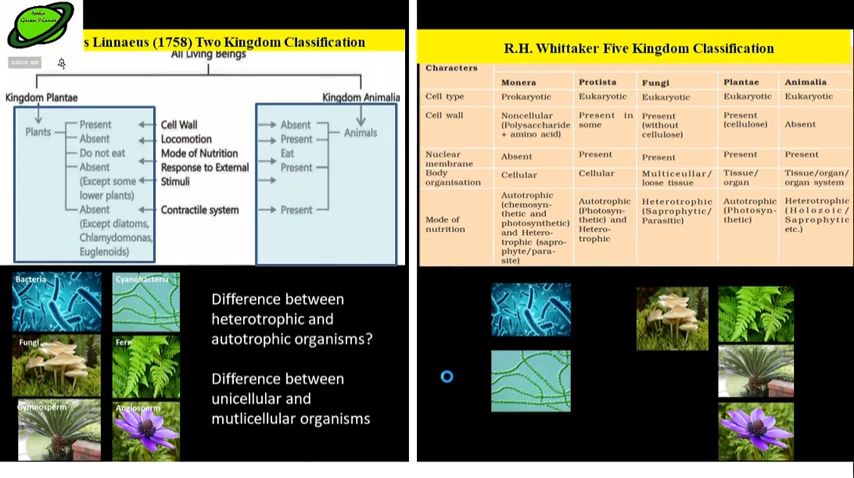 s Linnaeus (1758) Two Kingdom Classification
All Living Beings
Kingdom Plantae
Kingdom Animalia
Plants
Present
Cell Wall
Absent
Animals
Absent
Locomotion
Present
Do not eat
Mode of Nutrition
Eat
Absent
Response to External
Present
(Except some
Stimuli
lower plants)
Absent
Contractile system
Present
(Except diatoms,
Chlamydomonas,
Euglenoids)
Bacteria
Cyanobacteria
Fungi
Fern
Gymnosperm
Angiosperm
Difference between
heterotrophic and
autotrophic organisms?
Difference between
unicellular and
mutlicellular organisms
R.H. Whittaker Five Kingdom Classification
Characters
Monera
Protista
Fungi
Plantae
Animalia
Cell type
Prokaryotic
Eukaryotic
Eukaryotic
Eukaryotic
Eukaryotic
Cell wall
Noncellular
(Polysaccharide
+ amino acid)
Present in
some
Present
(without
cellulose)
Present
(cellulose)
Absent
Nuclear
membrane
Absent
Present
Present
Present
Present
Body
organisation
Cellular
Cellular
Multicellular/
loose tissue
Tissue/
organ
Tissue/organ/
organ system
Mode of
nutrition
Autotrophic
(chemosyn-
thetic and
photosynthetic)
and Hetero-
trophic (sapro-
phyte/para-
site)
Autotrophic
(Photosyn-
thetic) and
Hetero-
trophic
Heterotrophic
(Saprophytic/
Parasitic)
Autotrophic
(Photosyn-
thetic)
Heterotrophic
(Holozoic/
Saprophytic
etc.)